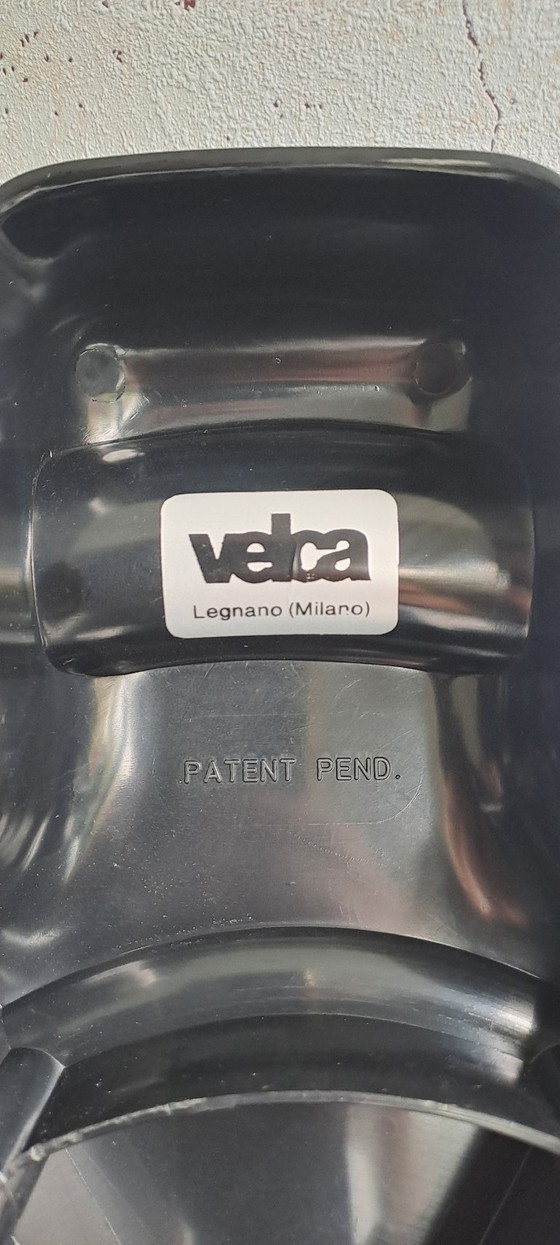 velca
Legnano (Milano)
PATENT PEND.